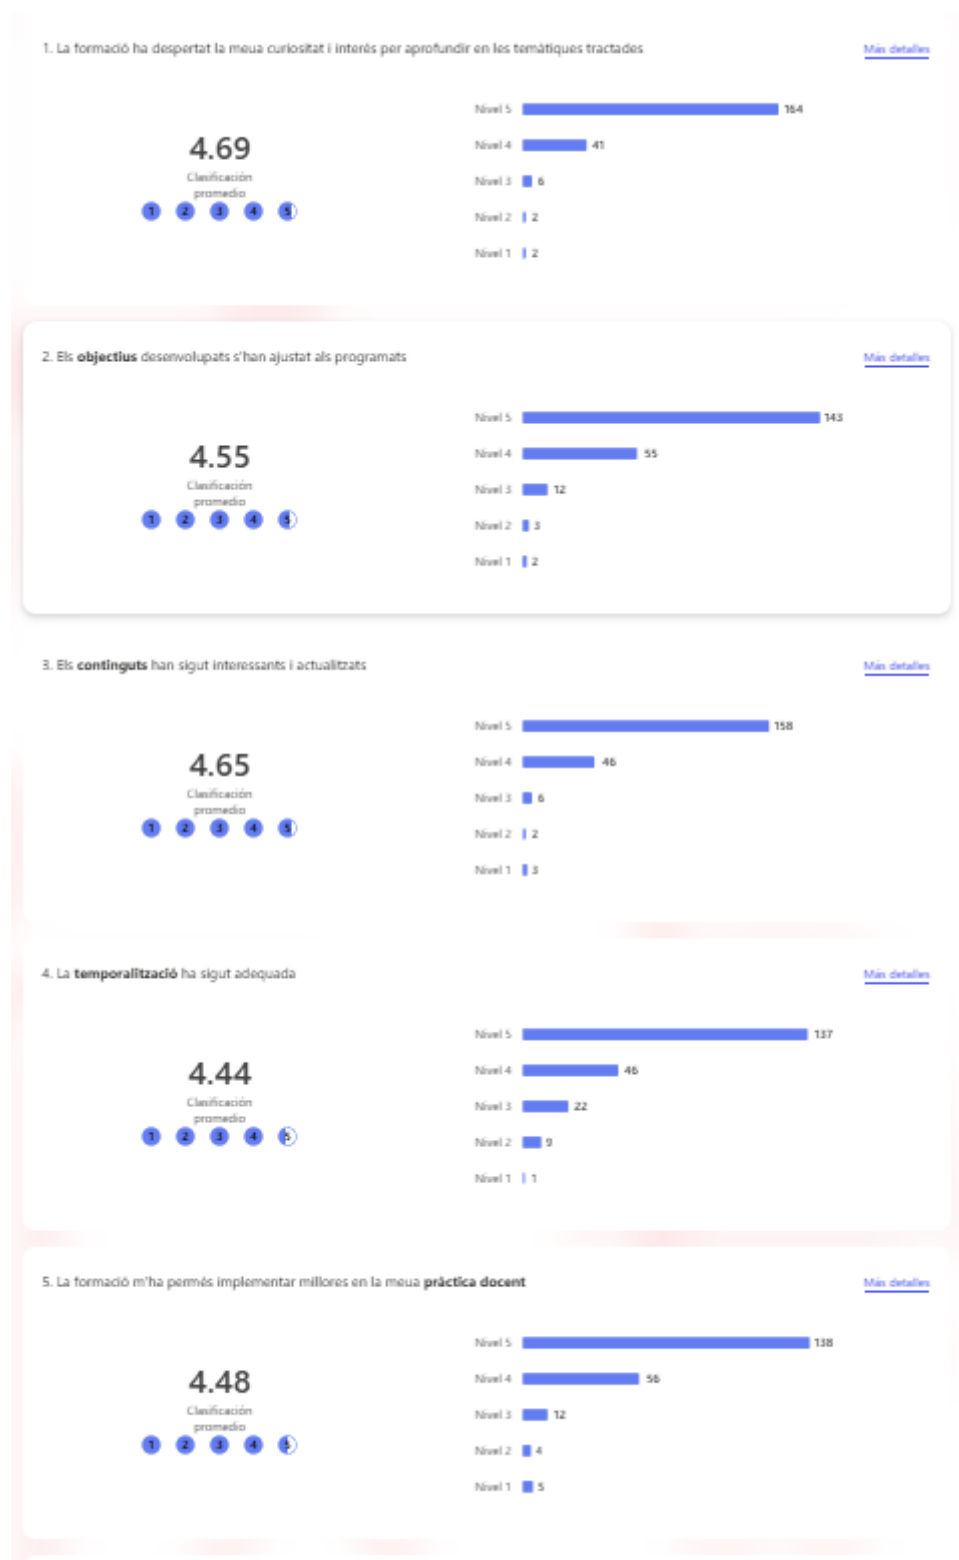 1. La formació ha despertat la meua curiositat i interés per aprofundir en les temàtiques tractades
Más detalles
4.69
Clasificación
promedio
1 2 3 4 5
Nivel 5 164
Nivel 4 41
Nivel 3 6
Nivel 2 2
Nivel 1 2
2. Els objectius desenvolupats s'han ajustat als programats
Más detalles
4.55
Clasificación
promedio
1 2 3 4 5
Nivel 5 143
Nivel 4 55
Nivel 3 12
Nivel 2 3
Nivel 1 2
3. Els continguts han sigut interessants i actualitzats
Más detalles
4.65
Clasificación
promedio
1 2 3 4 5
Nivel 5 158
Nivel 4 46
Nivel 3 6
Nivel 2 2
Nivel 1 3
4. La temporalització ha sigut adequada
Más detalles
4.44
Clasificación
promedio
1 2 3 4 5
Nivel 5 137
Nivel 4 46
Nivel 3 22
Nivel 2 9
Nivel 1 1
5. La formació m'ha permés implementar millores en la meua pràctica docent
Más detalles
4.48
Clasificación
promedio
1 2 3 4 5
Nivel 5 138
Nivel 4 56
Nivel 3 12
Nivel 2 4
Nivel 1 5